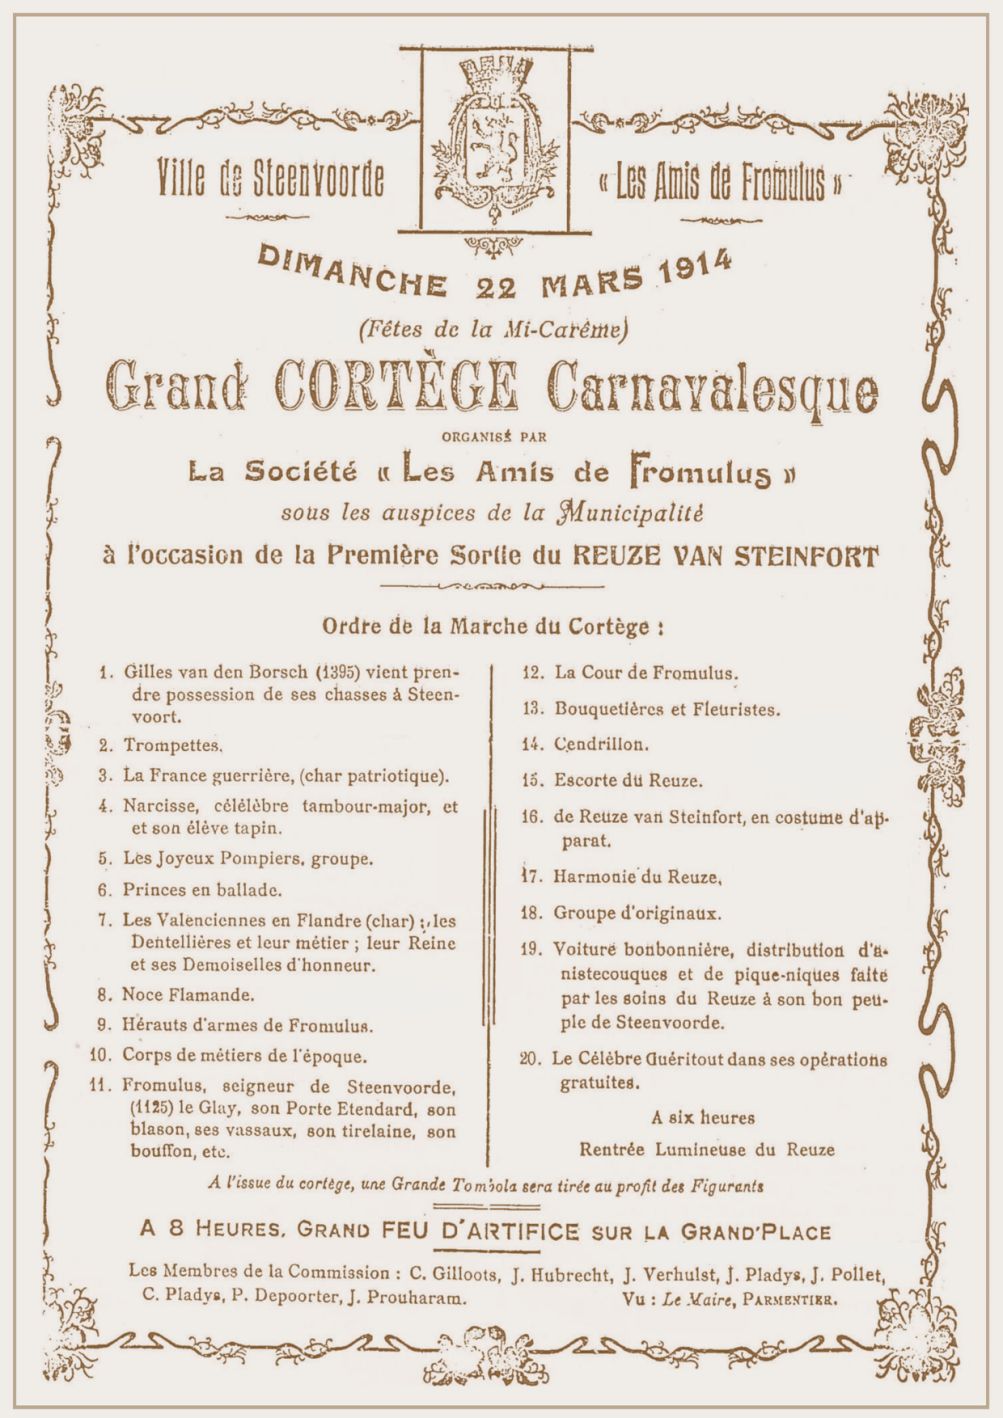 Ville de Steenvoorde
« Les Amis de Fromulus »
DIMANCHE 22 MARS 1914
(Fêtes de la Mi-Carême)
Grand CORTÈGE Carnavalesque
ORGANISÉ PAR
La Société « Les Amis de Fromulus »
sous les auspices de la Municipalité
à l'occasion de la Première Sortie du REUZE VAN STEINFORT
Ordre de la Marche du Cortège :
1. Gilles van den Borsch (1395) vient pren-
dre possession de ses chasses à Steen-
voort.
2. Trompettes.
3. La France guerrière, (char patriotique).
4. Narcisse, célélèbre tambour-major, et
et son élève tapin.
5. Les Joyeux Pompiers, groupe.
6. Princes en ballade.
7. Les Valenciennes en Flandre (char) ; les
Dentellières et leur métier ; leur Reine
et ses Demoiselles d'honneur.
8. Noce Flamande.
9. Hérauts d'armes de Fromulus.
10. Corps de métiers de l'époque.
11. Fromulus, seigneur de Steenvoorde,
(1125) le Glay, son Porte Etendard, son
blason, ses vassaux, son tirelaine, son
bouffon, etc.
12. La Cour de Fromulus.
13. Bouquetières et Fleuristes.
14. Cendrillon.
15. Escorte du Reuze.
16. de Reuze van Steinfort, en costume d'ap-
parat.
17. Harmonie du Reuze,
18. Groupe d'originaux.
19. Voiture bonbonnière, distribution d'a-
nistecouques et de pique-niques faite
par les soins du Reuze à son bon peu-
ple de Steenvoorde.
20. Le Célèbre Guéritout dans ses opérations
gratuites.
A six heures
Rentrée Lumineuse du Reuze
A l'issue du cortège, une Grande Tombola sera tirée au profit des Figurants
A 8 HEURES, GRAND FEU D'ARTIFICE SUR LA GRAND'PLACE
Les Membres de la Commission : C. Gilloots, J. Hubrecht, J. Verhulst, J. Pladys, J. Pollet,
C. Pladys, P. Depoorter, J. Prouharam.
Vu : Le Maire, PARMENTIER.